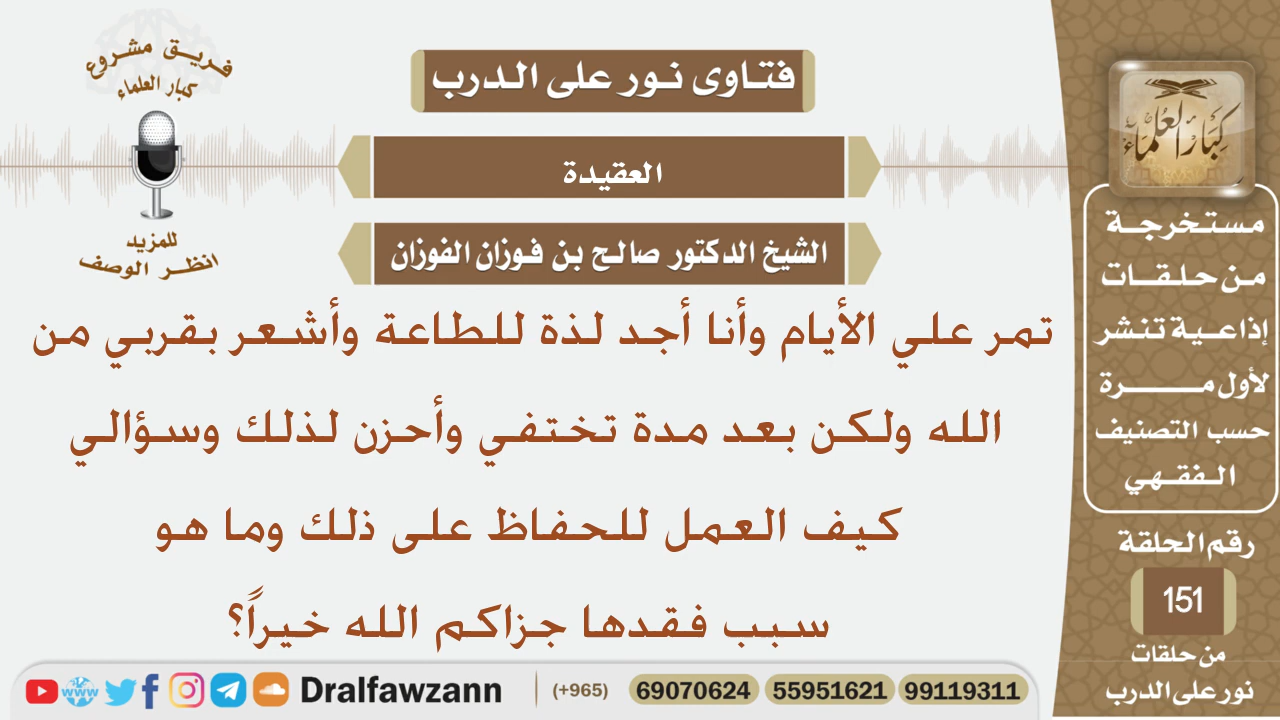 فريق مشروع
كبار العلماء
للمزيد
انظر الوصف
فتاوى نور على الدرب
العقيدة
الشيخ الدكتور صالح بن فوزان الفوزان
تمر علي الأيام وأنا أجد لذة للطاعة وأشعر بقربي من
الله ولكن بعد مدة تختفي وأحزن لذلك وسؤالي
كيف العمل للحفاظ على ذلك وما هو
سبب فقدها جزاكم الله خيراً؟
كبار العلماء
مستخرجة
من حلقات
إذاعية تنشر
لأول مرة
حسب التصنيف
الفقهي
رقم الحلقة
151
من حلقات
نور على الدرب
www Dralfawzann (+965) 69070624 55951621 99119311